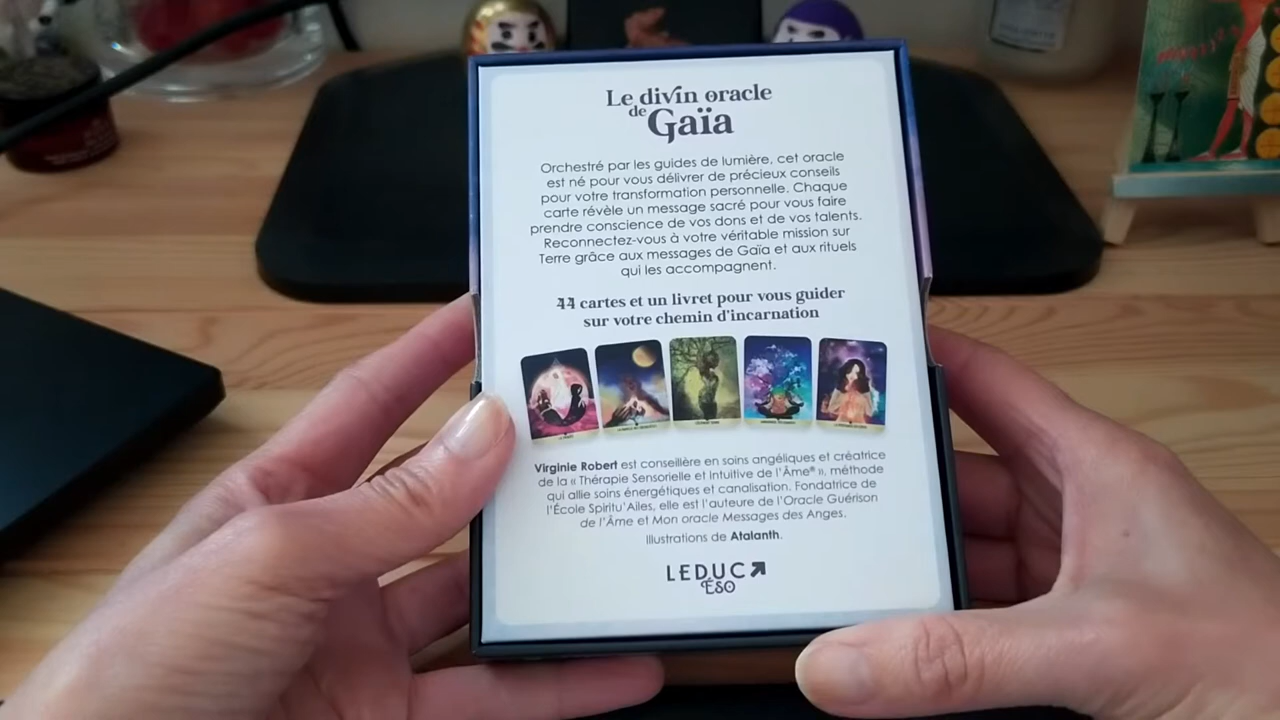 Le divin oracle
de
Gaïa
Orchestré par les guides de lumière, cet oracle
est né pour vous délivrer de précieux conseils
pour votre transformation personnelle. Chaque
carte révèle un message sacré pour vous faire
prendre conscience de vos dons et de vos talents.
Reconnectez-vous à votre véritable mission sur
Terre grâce aux messages de Gaïa et aux rituels
qui les accompagnent.
44 cartes et un livret pour vous guider
sur votre chemin d'incarnation
Virginie Robert est conseillère en soins angéliques et créatrice
de la « Thérapie Sensorielle et Intuitive de l'Âme® », méthode
qui allie soins énergétiques et canalisation. Fondatrice de
l'École Spiritu'Ailes, elle est l'auteure de l'Oracle Guérison
de l'Âme et Mon oracle Messages des Anges.
Illustrations de Atalanth.
LEDUC
ÉSO